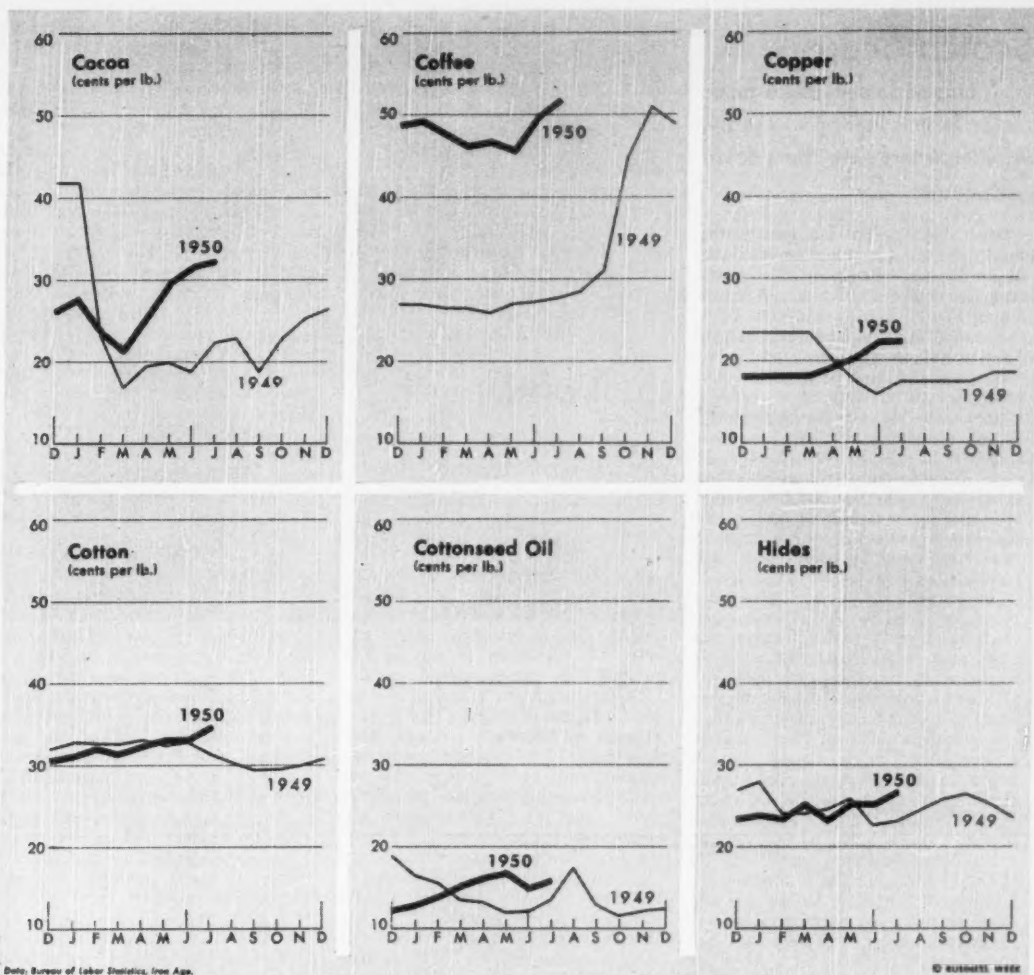 Cocoa
(cents per lb.)
60
50
40
30
20
10
1950
1949
D J F M A M J J A S O N D
Coffee
(cents per lb.)
60
50
40
30
20
10
1950
1949
D J F M A M J J A S O N D
Copper
(cents per lb.)
60
50
40
30
20
10
1950
1949
D J F M A M J J A S O N D
Cotton
(cents per lb.)
60
50
40
30
20
10
1950
1949
D J F M A M J J A S O N D
Cottonseed Oil
(cents per lb.)
60
50
40
30
20
10
1950
1949
D J F M A M J J A S O N D
Hides
(cents per lb.)
60
50
40
30
20
10
1950
1949
D J F M A M J J A S O N D
Data: Bureau of Labor Statistics, Iron Age.
© BUSINESS WEEK